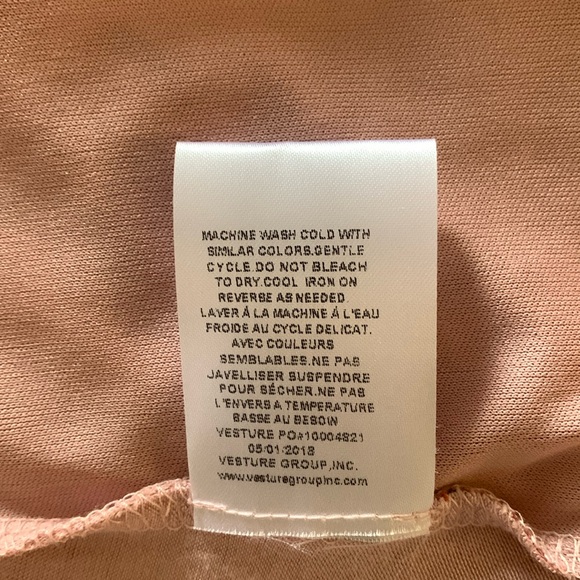 MACHINE WASH COLD WITH
SIMILAR COLORS.GENTLE
CYCLE.DO NOT BLEACH
TO DRY.COOL IRON ON
REVERSE AS NEEDED.
LAVER À LA MACHINE À L'EAU
FROIDE AU CYCLE DELICAT.
AVEC COULEURS
SEMBLABLES.NE PAS
JAVELLISER SUSPENDRE
POUR SÉCHER.NE PAS
L'ENVERS A TEMPERATURE
BASSE AU BESOIN
VESTURE PO#10004821
05.01.2018
VESTURE GROUP,INC.
www.vesturegroupinc.com